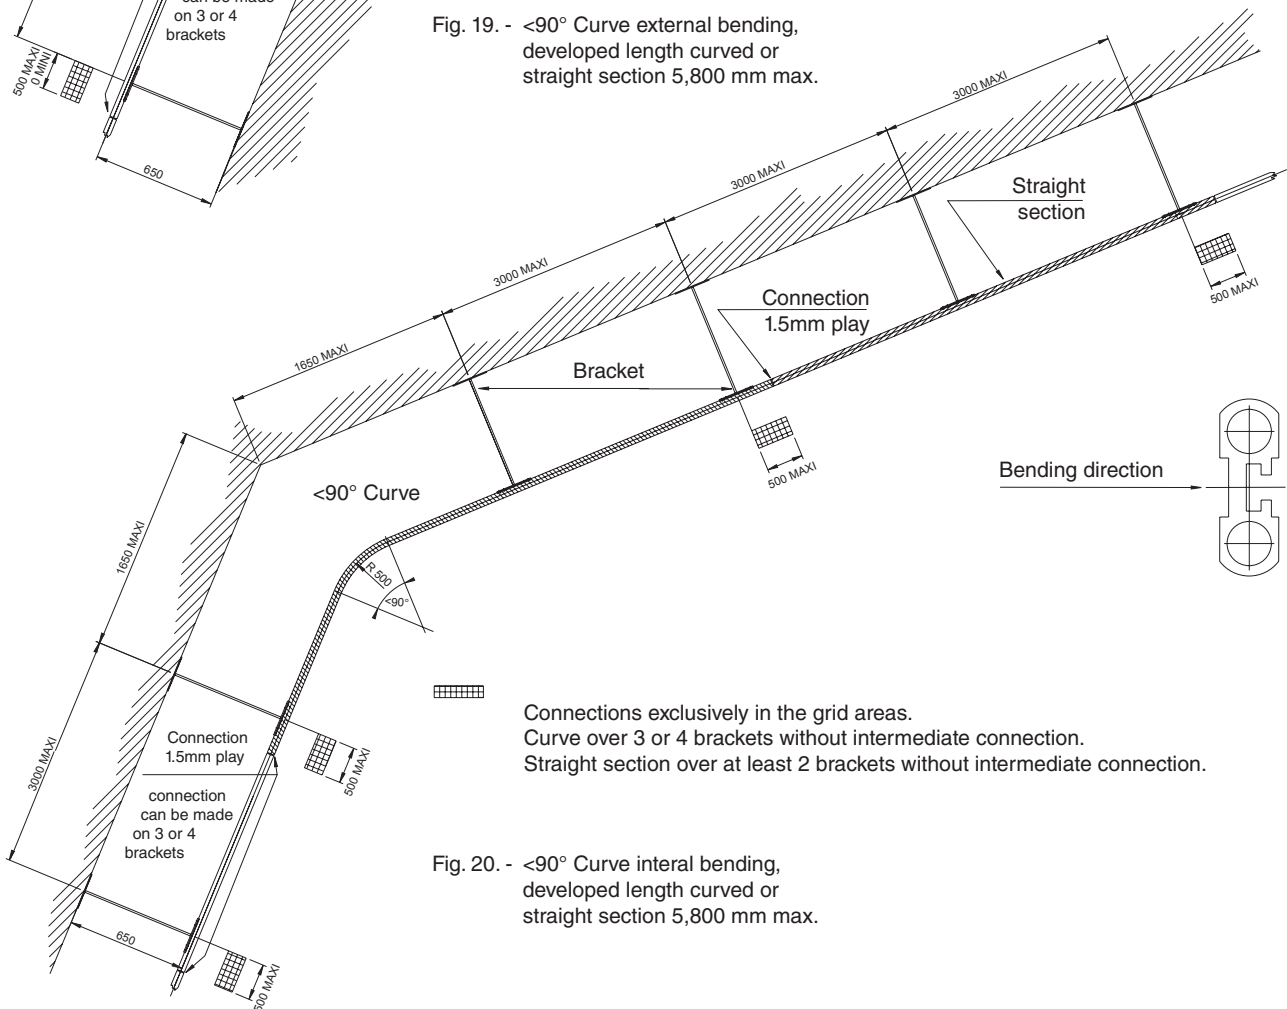 can be made
on 3 or 4
brackets
500 MAXI
0 MINI
650
Fig. 19. - <90° Curve external bending,
developed length curved or
straight section 5,800 mm max.
3000 MAXI
3000 MAXI
3000 MAXI
1650 MAXI
Straight
section
500 MAXI
Connection
1.5mm play
Bracket
500 MAXI
<90° Curve
Bending direction
1650 MAXI
R 500
<90°
3000 MAXI
Connection
1.5mm play
500 MAXI
connection
can be made
on 3 or 4
brackets
650
500 MAXI
Connections exclusively in the grid areas.
Curve over 3 or 4 brackets without intermediate connection.
Straight section over at least 2 brackets without intermediate connection.
Fig. 20. - <90° Curve interal bending,
developed length curved or
straight section 5,800 mm max.